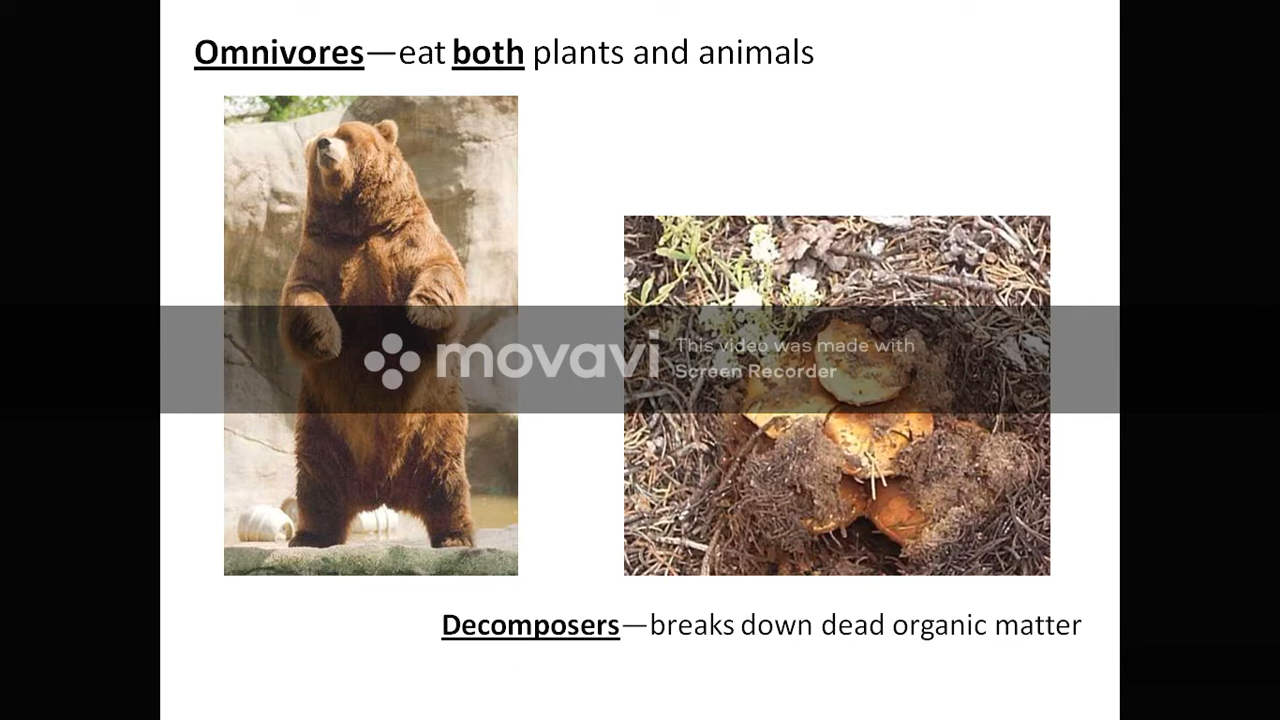 Omnivores—eat both plants and animals
movavi
This video was made with
Screen Recorder
Decomposers—breaks down dead organic matter